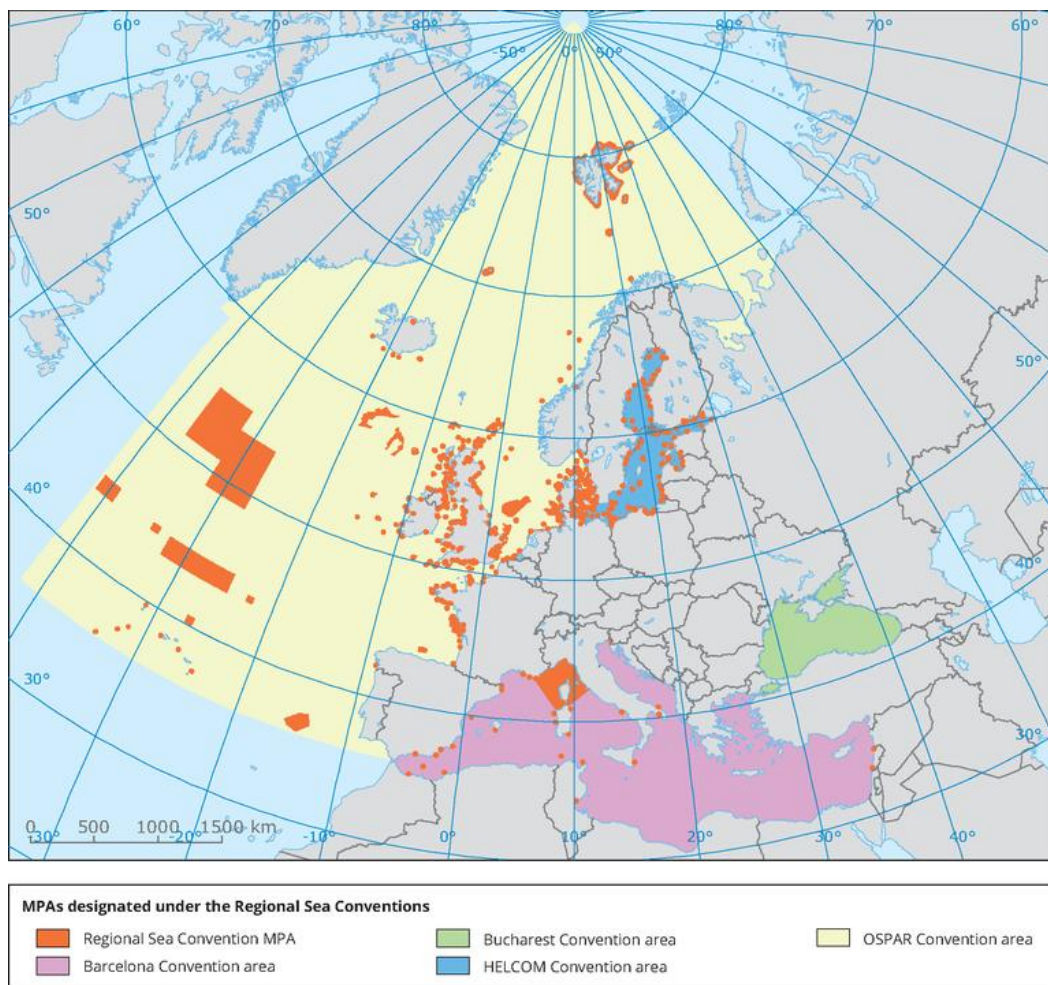 60° 80° 80° 70° 60°
-50° 0° 50°
50°
50°
40°
40°
30°
30°
0 500 1000 1500 km
-30° -20° -10° 0° 10° 20° 30° 40°
MPAs designated under the Regional Sea Conventions
Regional Sea Convention MPA
Bucharest Convention area
OSPAR Convention area
Barcelona Convention area
HELCOM Convention area